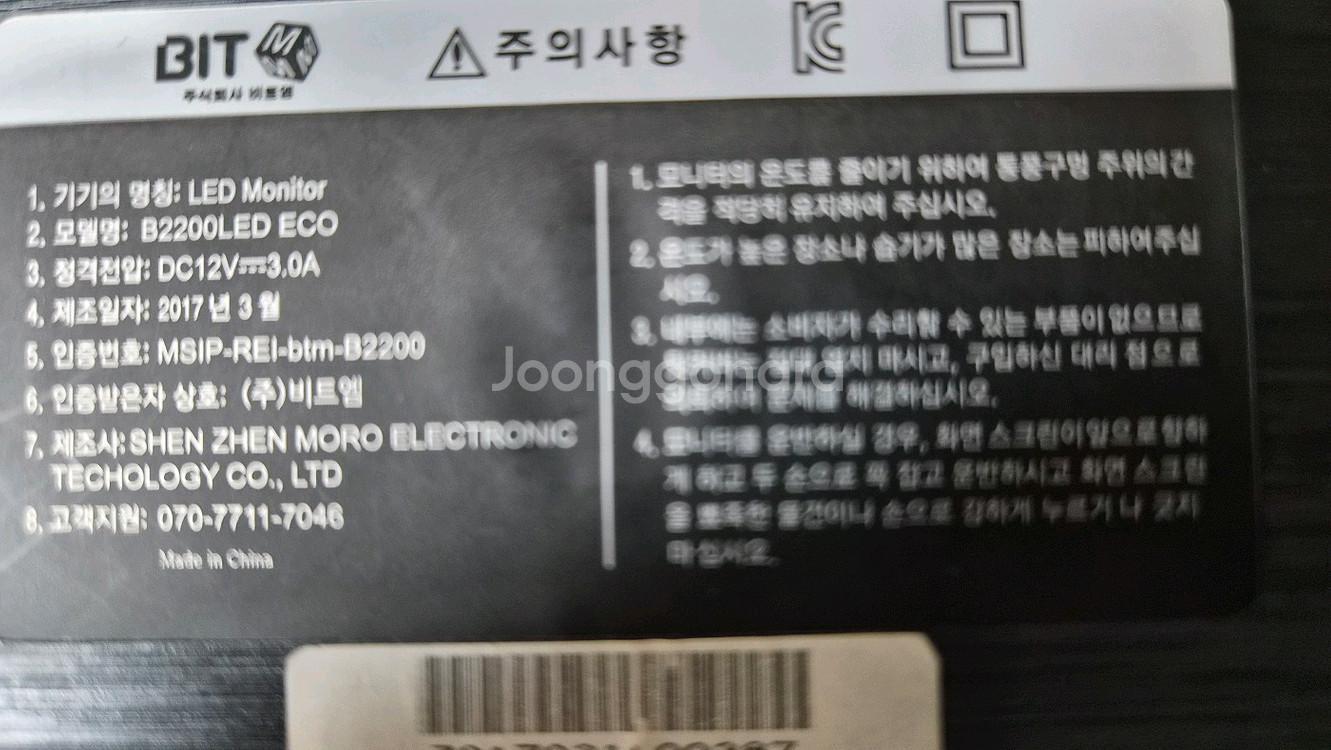 BIT MMM
주식회사 비트엠
주의사항
1. 기기의 명칭: LED Monitor
2. 모델명: B2200LED ECO
3. 정격전압: DC12V⎓3.0A
4. 제조일자: 2017 년 3 월
5. 인증번호: MSIP-REI-btm-B2200
6. 인증받은자 상호: (주)비트엠
7. 제조사: SHEN ZHEN MORO ELECTRONIC
TECHOLOGY CO., LTD
8. 고객지원: 070-7711-7046
Made in China
1. 모니터의 온도를 줄이기 위하여 통풍구멍 주위의 간
격을 적당히 유지하여 주십시오.
2. 온도가 높은 장소나 습기가 많은 장소는 피하여 주십
시오.
3. 내부에는 소비자가 수리할 수 있는 부품이 없으므로
절대 열지 마시고, 구입하신 대리 점으로
문제를 해결하십시오.
4. 모니터를 운반하실 경우, 화면 스크린이 앞으로 향하
게 하고 두 손으로 꼭 잡고 운반하시고 화면 스크린
을 뾰족한 물건이나 손으로 강하게 누르거나 긋지
마십시오.
Joonggonara